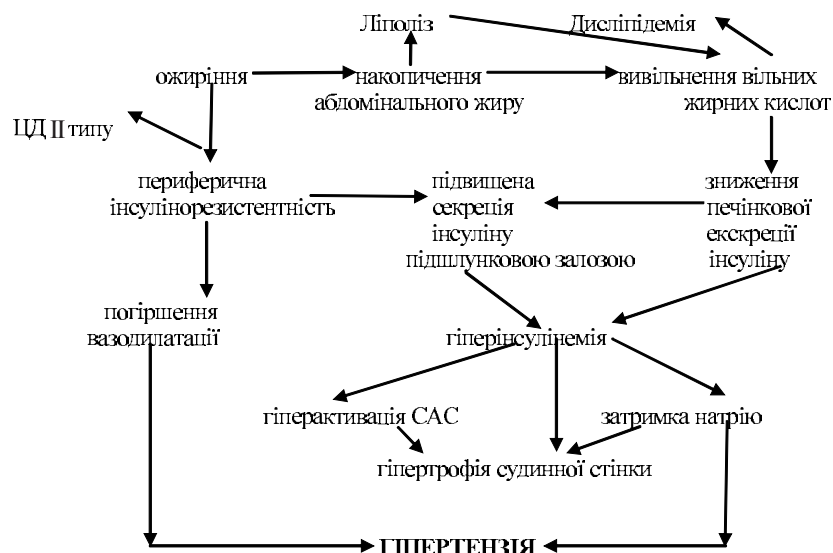 Ліполіз
Дисліпідемія
ожиріння
накопичення
абдомінального жиру
вивільнення вільних
жирних кислот
ЦД II типу
периферична
інсулінорезистентність
підвищена
секреція
інсуліну
підшлунковою залозою
зниження
печінкової
екскреції
інсуліну
погіршення
вазодилатації
гіперінсулінемія
гіперактивація САС
затримка натрію
гіпертрофія судинної стінки
ГІПЕРТЕНЗІЯ